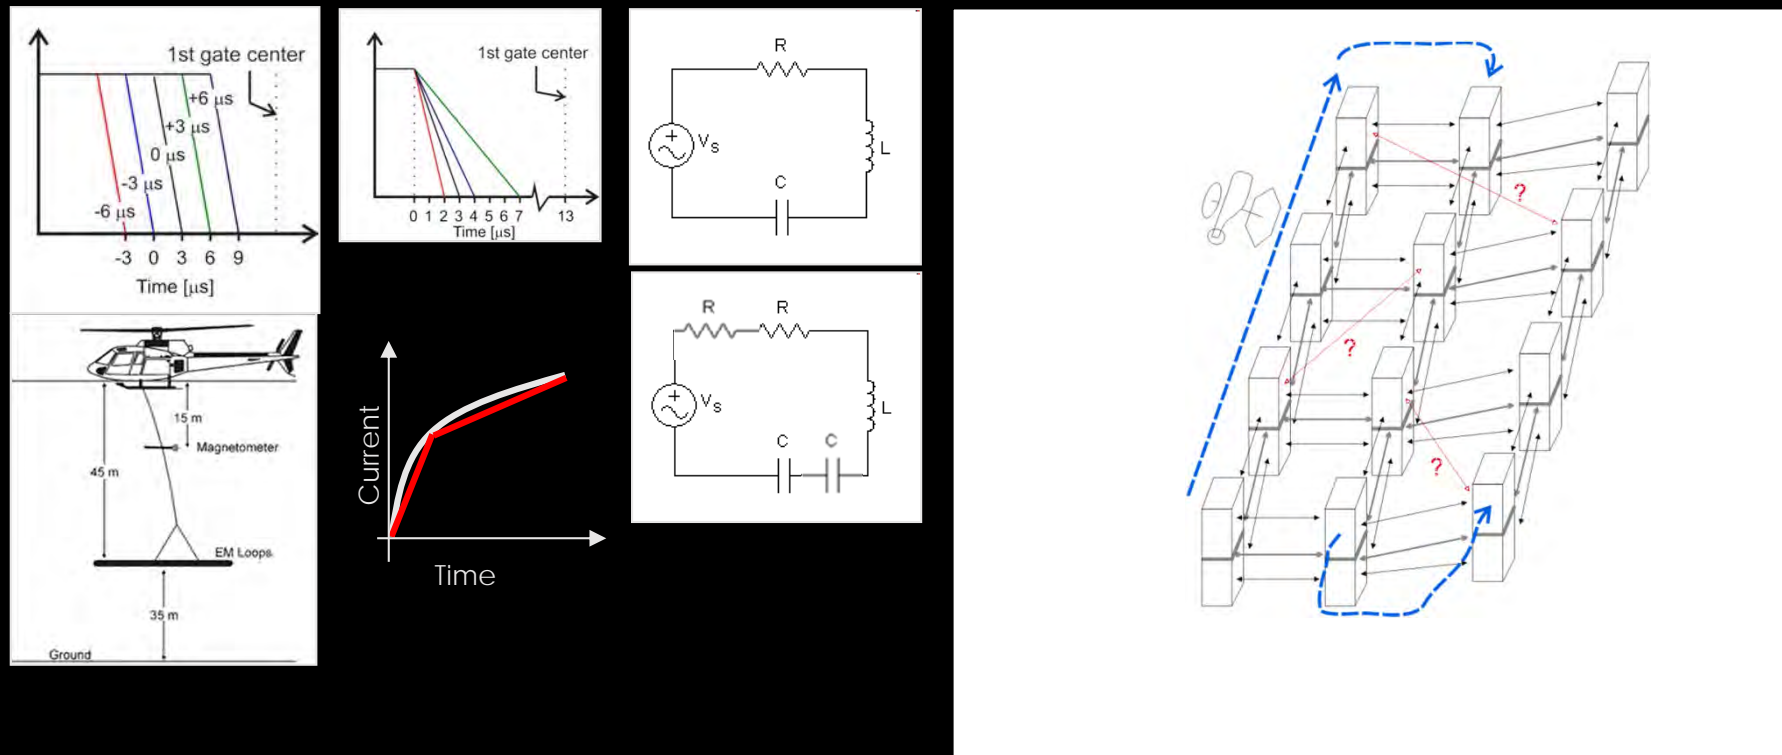 1st gate center
+6 µs
+3 µs
0 µs
-3 µs
-6 µs
-3 0 3 6 9
Time [µs]
1st gate center
0 1 2 3 4 5 6 7 13
Time [µs]
R
+
Vs
L
C
R R
+
Vs
L
C C
15 m
Magnetometer
45 m
EM Loops
35 m
Ground
Current
Time
?
?
?